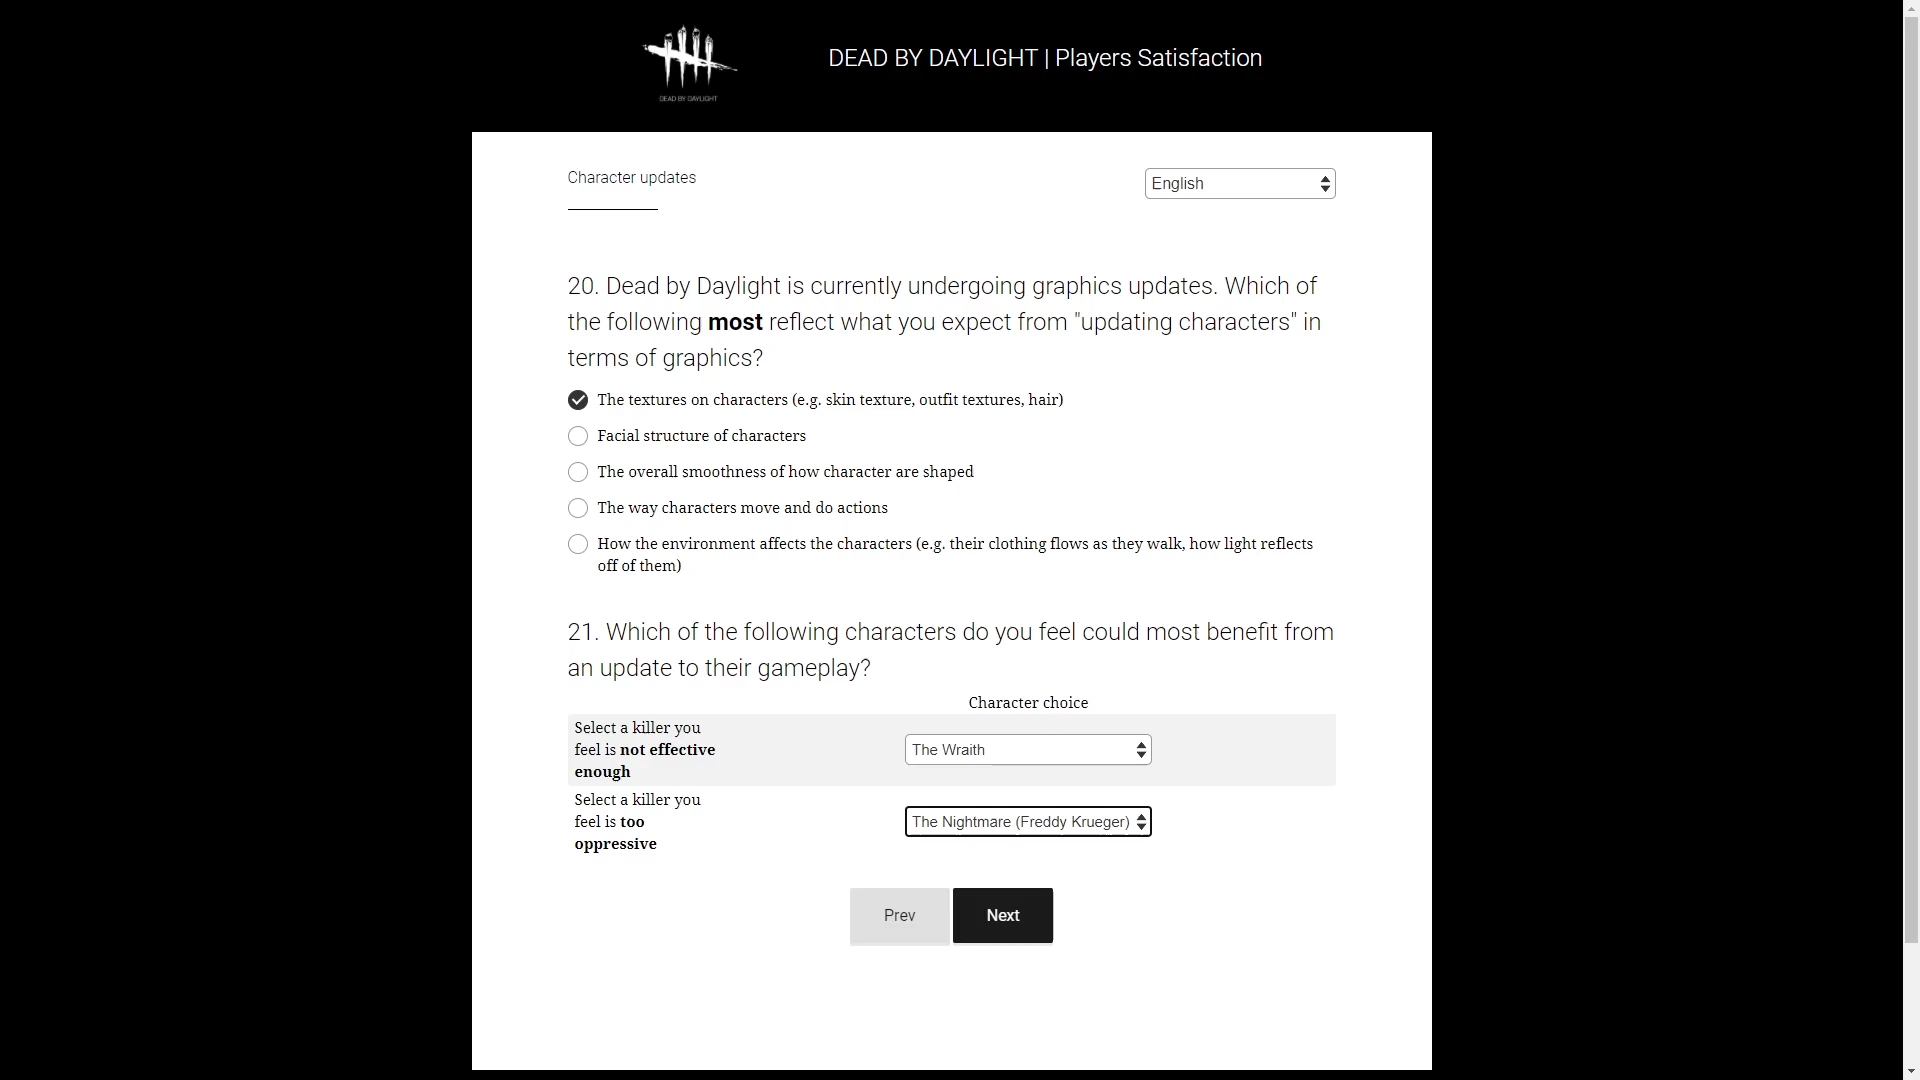 DEAD BY DAYLIGHT
DEAD BY DAYLIGHT | Players Satisfaction
Character updates
English
20. Dead by Daylight is currently undergoing graphics updates. Which of
the following most reflect what you expect from "updating characters" in
terms of graphics?
The textures on characters (e.g. skin texture, outfit textures, hair)
Facial structure of characters
The overall smoothness of how character are shaped
The way characters move and do actions
How the environment affects the characters (e.g. their clothing flows as they walk, how light reflects
off of them)
21. Which of the following characters do you feel could most benefit from
an update to their gameplay?
Character choice
Select a killer you
feel is not effective
enough
The Wraith
Select a killer you
feel is too
oppressive
The Nightmare (Freddy Krueger)
Prev
Next